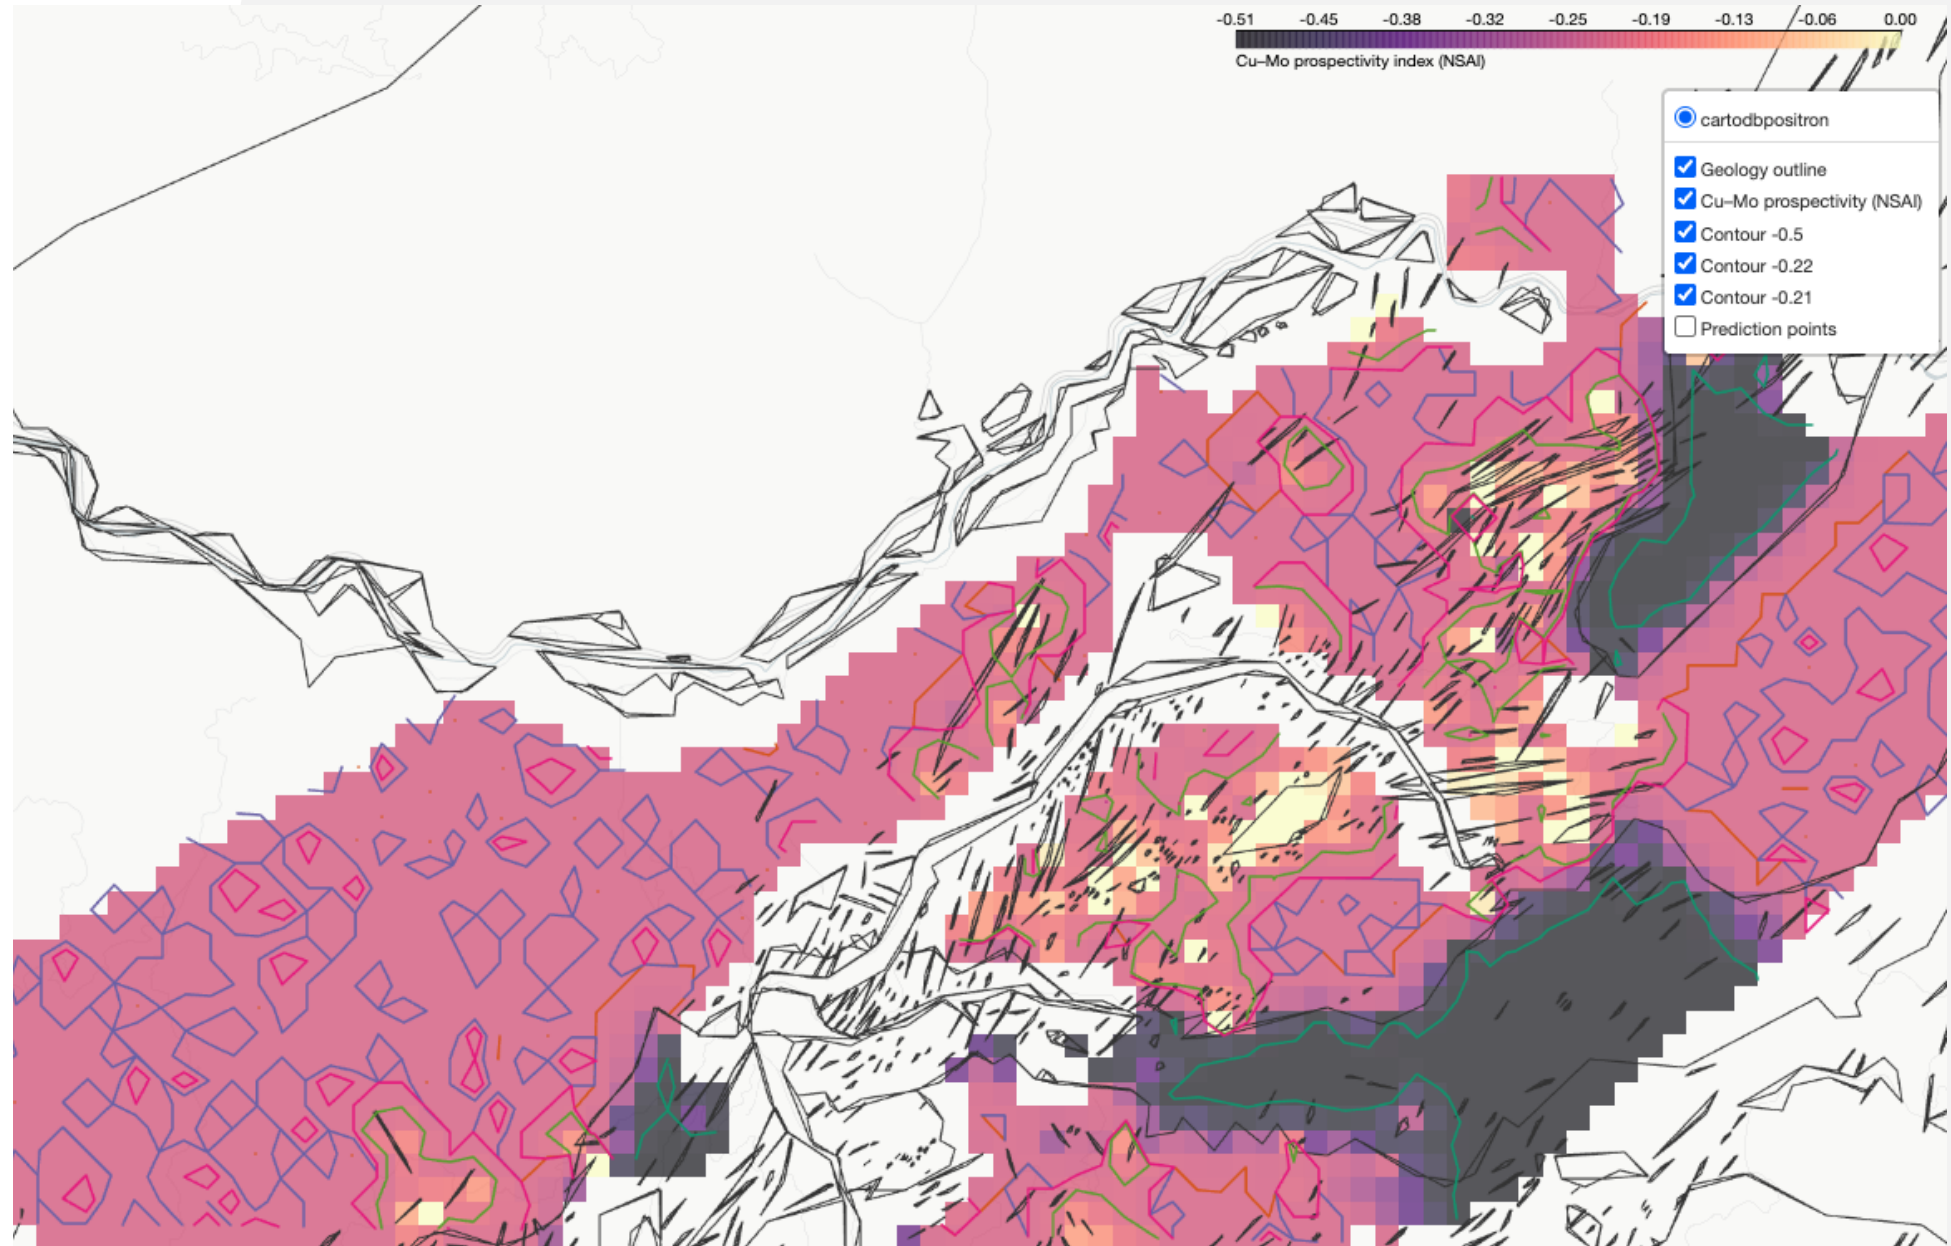 -0.51 -0.45 -0.38 -0.32 -0.25 -0.19 -0.13 -0.06 0.00
Cu–Mo prospectivity index (NSAI)
cartodbpositron
Geology outline
Cu–Mo prospectivity (NSAI)
Contour -0.5
Contour -0.22
Contour -0.21
Prediction points